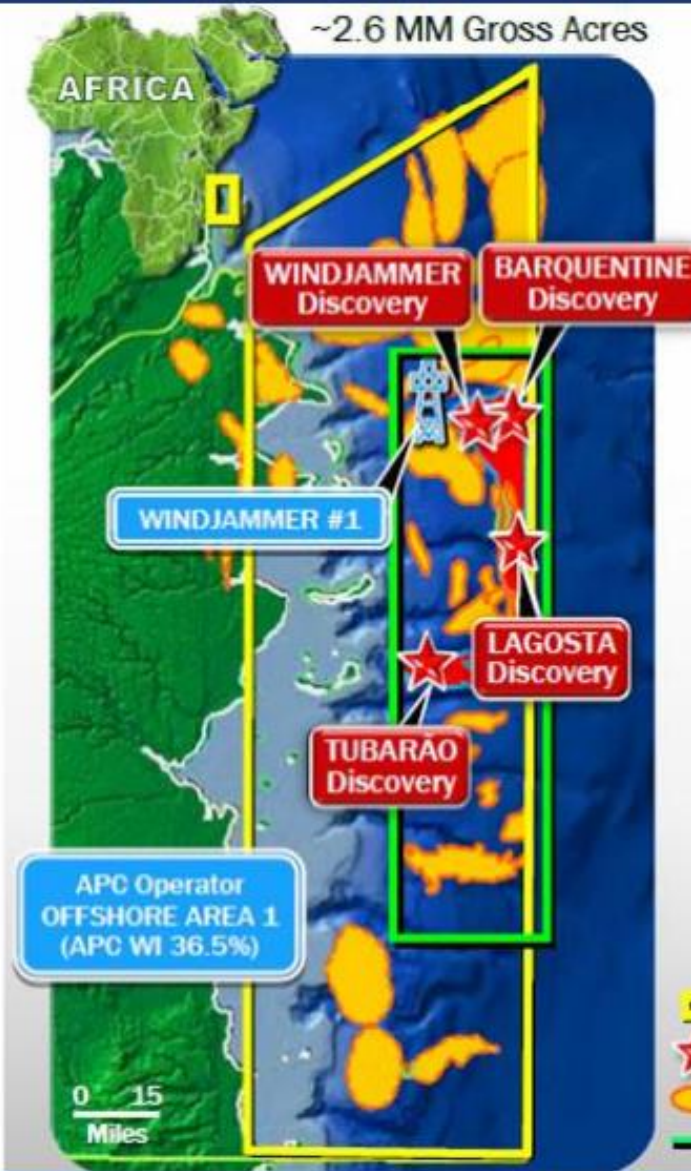 ~2.6 MM Gross Acres
AFRICA
WINDJAMMER
Discovery
BARQUENTINE
Discovery
WINDJAMMER #1
LAGOSTA
Discovery
TUBARÃO
Discovery
APC Operator
OFFSHORE AREA 1
(APC WI 36.5%)
0 15
Miles